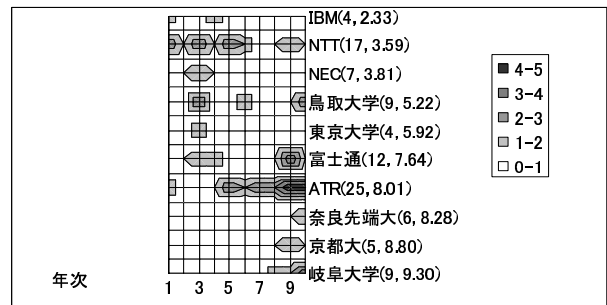 IBM(4, 2.33)
NTT(17, 3.59)
NEC(7, 3.81)
鳥取大学(9, 5.22)
東京大学(4, 5.92)
富士通(12, 7.64)
ATR(25, 8.01)
奈良先端大(6, 8.28)
京都大(5, 8.80)
岐阜大学(9, 9.30)
4-5
3-4
2-3
1-2
0-1
年次
1 3 5 7 9